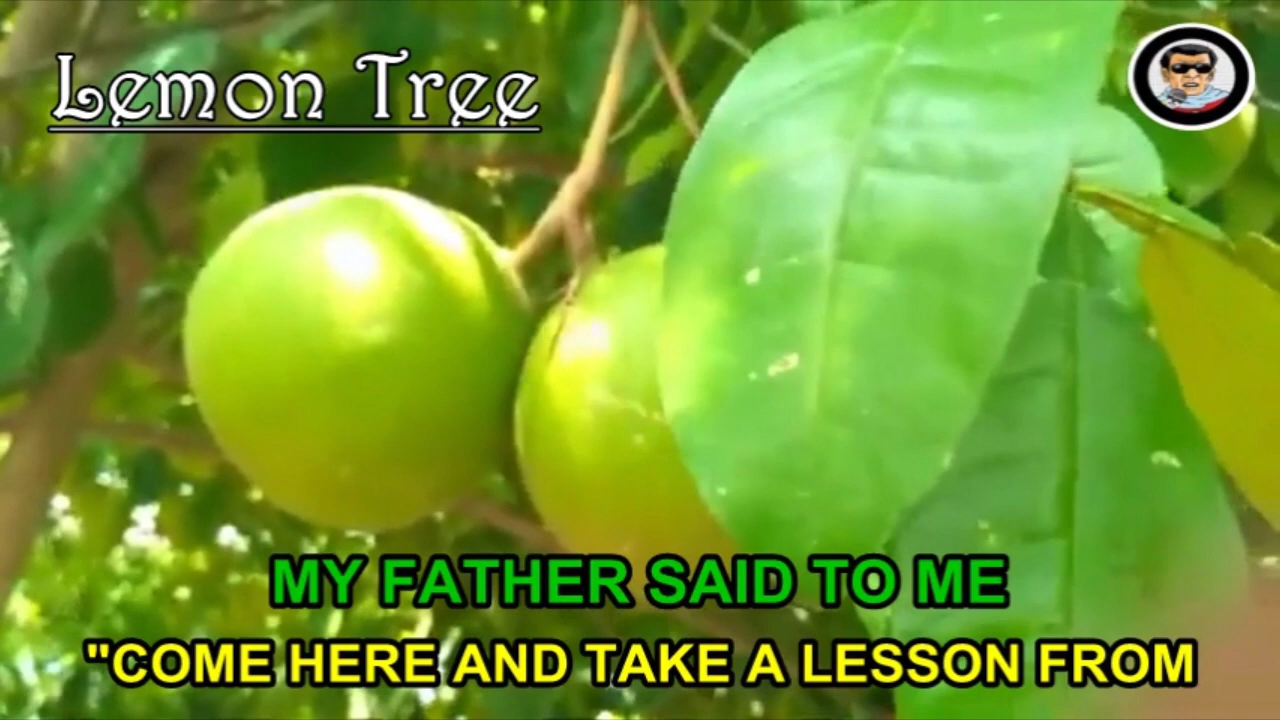 Lemon Tree
MY FATHER SAID TO ME
"COME HERE AND TAKE A LESSON FROM